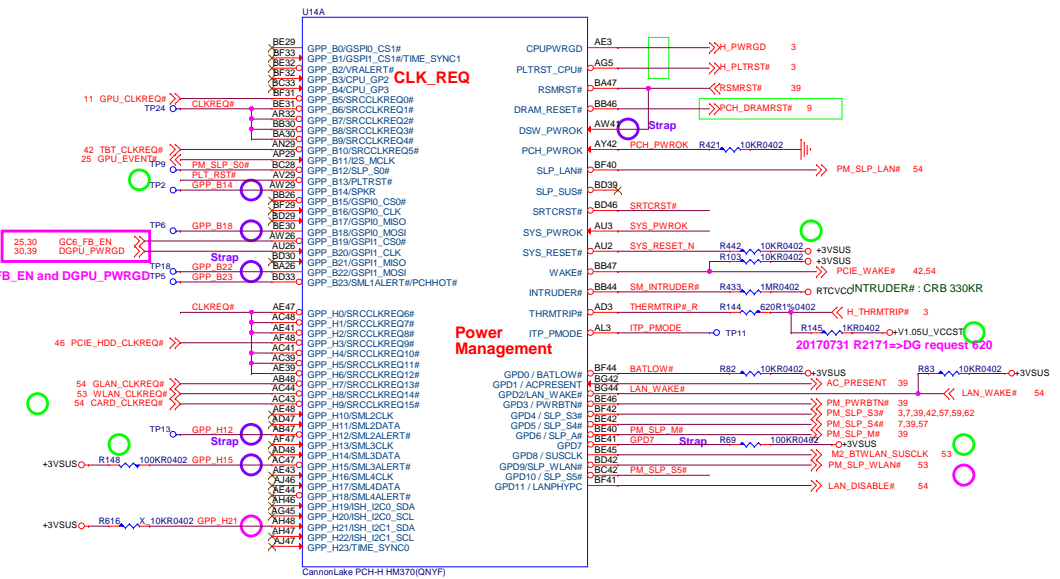 U14A
BE29 GPP_B0/GSPI0_CS1#
BF33 GPP_B1/GSPI1_CS1#/TIME_SYNC1
BE32 GPP_B2/VRALERT#
BF32 GPP_B3/CPU_GP2
BC33 GPP_B4/CPU_GP3
CLK_REQ
11 GPU_CLKREQ# BF31 GPP_B5/SRCCLKREQ0#
TP24 CLKREQ# BE31 GPP_B6/SRCCLKREQ1#
AR32 GPP_B7/SRCCLKREQ2#
BB30 GPP_B8/SRCCLKREQ3#
BA30 GPP_B9/SRCCLKREQ4#
42 TBT_CLKREQ# AN29 GPP_B10/SRCCLKREQ5#
25 GPU_EVENT# AP29 GPP_B11/I2S_MCLK
TP9 PM_SLP_S0# BC28 GPP_B12/SLP_S0#
PLT_RST# AV29 GPP_B13/PLTRST#
TP2 GPP_B14 AW29 GPP_B14/SPKR
BB26 GPP_B15/GSPI0_CS0#
BF29 GPP_B16/GSPI0_CLK
BD29 GPP_B17/GSPI0_MISO
TP6 GPP_B18 BE30 GPP_B18/GSPI0_MOSI
25,30 GC6_FB_EN AW26 GPP_B19/GSPI1_CS0#
30,39 DGPU_PWRGD AU26 GPP_B20/GSPI1_CLK
Strap BD30 GPP_B21/GSPI1_MISO
TP18 GPP_B22 BA26 GPP_B22/GSPI1_MOSI
FB_EN and DGPU_PWRGD TP5 GPP_B23 BD33 GPP_B23/SML1ALERT#/PCHHOT#
CLKREQ# AE47 GPP_H0/SRCCLKREQ6#
AC48 GPP_H1/SRCCLKREQ7#
AE41 GPP_H2/SRCCLKREQ8#
46 PCIE_HDD_CLKREQ# AF48 GPP_H3/SRCCLKREQ9#
AC41 GPP_H4/SRCCLKREQ10#
AC39 GPP_H5/SRCCLKREQ11#
AE39 GPP_H6/SRCCLKREQ12#
54 GLAN_CLKREQ# AB48 GPP_H7/SRCCLKREQ13#
53 WLAN_CLKREQ# AC44 GPP_H8/SRCCLKREQ14#
54 CARD_CLKREQ# AC43 GPP_H9/SRCCLKREQ15#
AE48 GPP_H10/SML2CLK
AD47 GPP_H11/SML2DATA
TP13 GPP_H12 AB47 GPP_H12/SML2ALERT#
Strap AF47 GPP_H13/SML3CLK
AD48 GPP_H14/SML3DATA
+3VSUS R148 100KR0402 GPP_H15 AC47 GPP_H15/SML3ALERT#
AE43 GPP_H16/SML4CLK
AJ46 GPP_H17/SML4DATA
AE44 GPP_H18/SML4ALERT#
AH46 GPP_H19/ISH_I2C0_SDA
AG45 GPP_H20/ISH_I2C0_SCL
+3VSUS R616 X_10KR0402 GPP_H21 AH48 GPP_H21/ISH_I2C1_SDA
AH47 GPP_H22/ISH_I2C1_SCL
AJ47 GPP_H23/TIME_SYNC0
Power
Management
CPUPWRGD AE3 H_PWRGD 3
PLTRST_CPU# AG5 H_PLTRST# 3
RSMRST# BA47 RSMRST# 39
DRAM_RESET# BB46 PCH_DRAMRST# 9
DSW_PWROK AW41 Strap
PCH_PWROK AY42 PCH_PWROK R421 10KR0402
SLP_LAN# BF40 PM_SLP_LAN# 54
SLP_SUS# BD39
SRTCRST# BD46 SRTCRST#
SYS_PWROK AU3 SYS_PWROK
SYS_RESET# AU2 SYS_RESET_N R442 10KR0402 +3VSUS
R103 10KR0402 +3VSUS
WAKE# BB47 PCIE_WAKE# 42,54
INTRUDER# BB44 SM_INTRUDER# R433 1MR0402 RTCVCC INTRUDER# : CRB 330KR
THRMTRIP# AD3 THERMTRIP#_R R144 620R1%0402 H_THRMTRIP# 3
ITP_PMODE AL3 ITP_PMODE TP11 R145 1KR0402 +V1.05U_VCCST
20170731 R2171=>DG request 620
GPD0 / BATLOW# BF44 BATLOW# R82 10KR0402 +3VSUS R83 10KR0402 +3VSUS
GPD1 / ACPRESENT BG42 AC_PRESENT 39
GPD2/LAN_WAKE# BG44 LAN_WAKE# LAN_WAKE# 54
GPD3 / PWRBTN# BE46 PM_PWRBTN# 39
GPD4 / SLP_S3# BF42 PM_SLP_S3# 3,7,39,42,57,59,62
GPD5 / SLP_S4# BE42 PM_SLP_S4# 7,39,57
GPD6 / SLP_A# BE40 PM_SLP_M# PM_SLP_M# 39
GPD7 BE41 GPD7 Strap R69 100KR0402 +3VSUS
GPD8 / SUSCLK BE45 M2_BTWLAN_SUSCLK 53
GPD9/SLP_WLAN# BD42 PM_SLP_WLAN# 53
GPD10 / SLP_S5# BC42 PM_SLP_S5#
GPD11 / LANPHYPC BF41 LAN_DISABLE# 54
CannonLake PCH-H HM370(QNYF)